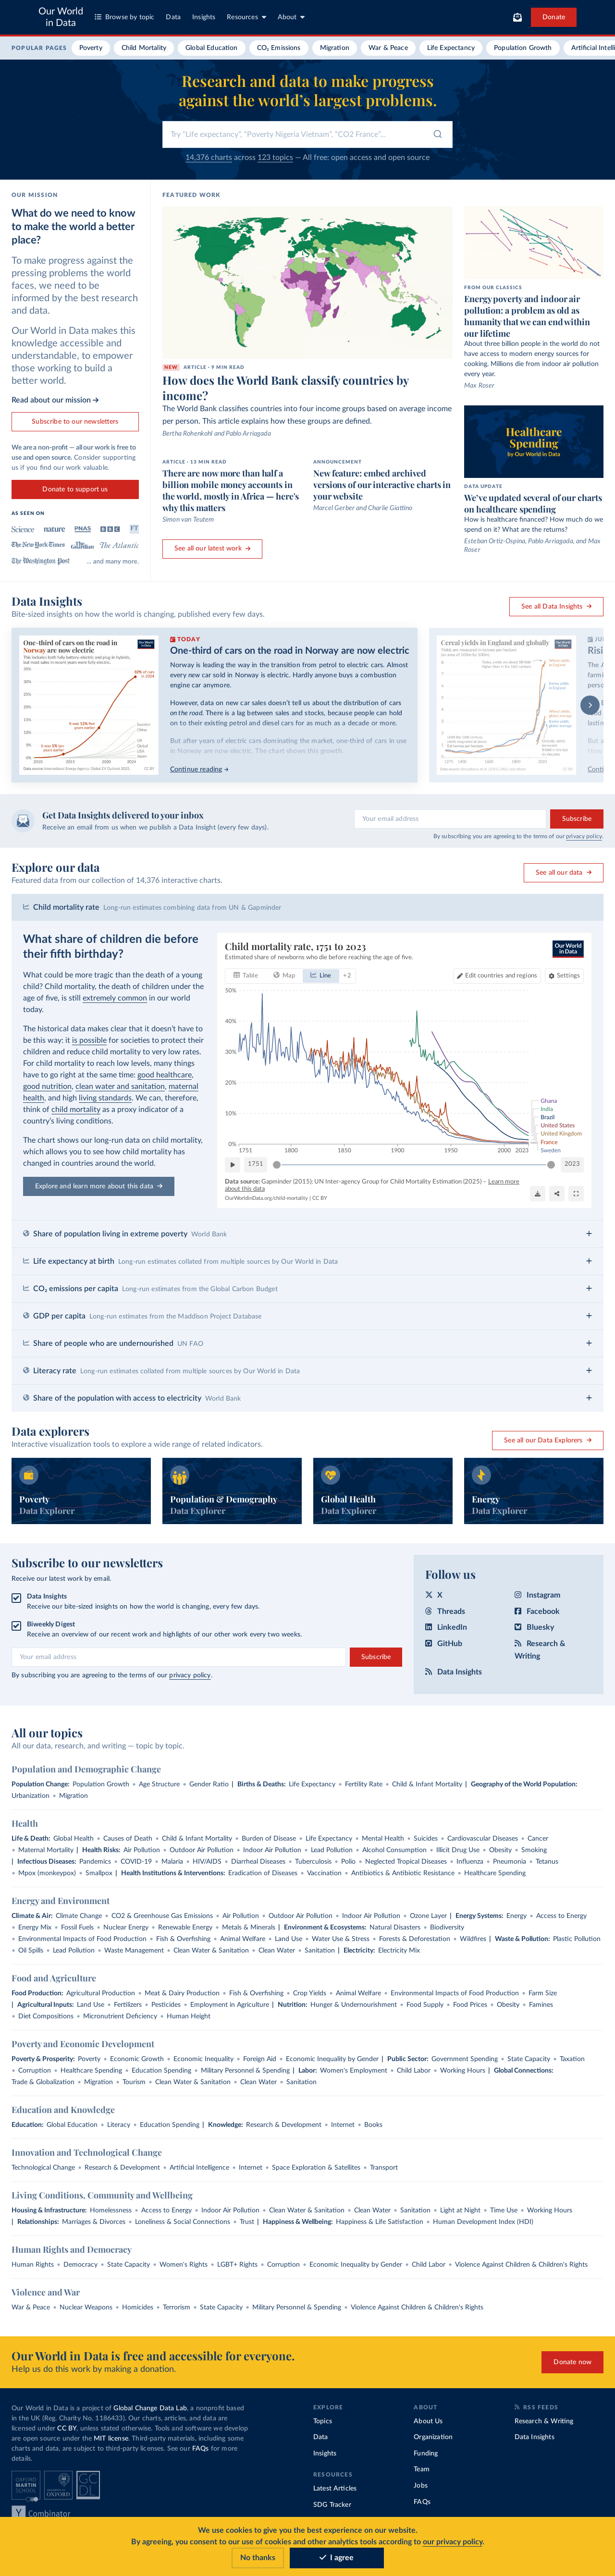 Our World
in Data
Browse by topic
Data
Insights
Resources
About
Donate
POPULAR PAGES
Poverty
Child Mortality
Global Education
CO₂ Emissions
Migration
War & Peace
Life Expectancy
Population Growth
Artificial Intelli
Research and data to make progress
against the world's largest problems.
Try "Life expectancy", "Poverty Nigeria Vietnam", "CO2 France"...
14,376 charts across 123 topics — All free: open access and open source
OUR MISSION
What do we need to know
to make the world a better
place?
To make progress against the
pressing problems the world
faces, we need to be
informed by the best research
and data.
Our World in Data makes this
knowledge accessible and
understandable, to empower
those working to build a
better world.
Read about our mission →
Subscribe to our newsletters
We are a non-profit — all our work is free to
use and open source. Consider supporting
us if you find our work valuable.
Donate to support us
AS SEEN ON
Science
nature
PNAS
BBC
FT
The New York Times
The Guardian
The Atlantic
The Washington Post
... and many more.
FEATURED WORK
NEW ARTICLE • 9 MIN READ
How does the World Bank classify countries by
income?
The World Bank classifies countries into four income groups based on average income
per person. This article explains how these groups are defined.
Bertha Rohenkohl and Pablo Arriagada
ARTICLE • 13 MIN READ
There are now more than half a
billion mobile money accounts in
the world, mostly in Africa — here's
why this matters
Simon van Teutem
ANNOUNCEMENT
New feature: embed archived
versions of our interactive charts in
your website
Marcel Gerber and Charlie Giattino
See all our latest work →
FROM OUR CLASSICS
Energy poverty and indoor air
pollution: a problem as old as
humanity that we can end within
our lifetime
About three billion people in the world do not
have access to modern energy sources for
cooking. Millions die from indoor air pollution
every year.
Max Roser
Healthcare
Spending
by Our World in Data
DATA UPDATE
We've updated several of our charts
on healthcare spending
How is healthcare financed? How much do we
spend on it? What are the returns?
Esteban Ortiz-Ospina, Pablo Arriagada, and Max
Roser
Data Insights
Bite-sized insights on how the world is changing, published every few days.
See all Data Insights →
One-third of cars on the road in
Norway are now electric
TODAY
One-third of cars on the road in Norway are now electric
Norway is leading the way in the transition from petrol to electric cars. Almost
every new car sold in Norway is electric. Hardly anyone buys a combustion
engine car anymore.
However, data on new car sales doesn't tell us about the distribution of cars
on the road. There is a lag between sales and stocks, because people can hold
on to their existing petrol and diesel cars for as much as a decade or more.
But after years of electric cars dominating the market, one-third of cars in use
in Norway are now electric. The chart shows this growth.
Continue reading →
Cereal yields in England and globally
Get Data Insights delivered to your inbox
Receive an email from us when we publish a Data Insight (every few days).
Your email address
Subscribe
By subscribing you are agreeing to the terms of our privacy policy.
Explore our data
Featured data from our collection of 14,376 interactive charts.
See all our data →
Child mortality rate Long-run estimates combining data from UN & Gapminder
What share of children die before
their fifth birthday?
What could be more tragic than the death of a young
child? Child mortality, the death of children under the
age of five, is still extremely common in our world
today.
The historical data makes clear that it doesn't have to
be this way: it is possible for societies to protect their
children and reduce child mortality to very low rates.
For child mortality to reach low levels, many things
have to go right at the same time: good healthcare,
good nutrition, clean water and sanitation, maternal
health, and high living standards. We can, therefore,
think of child mortality as a proxy indicator of a
country's living conditions.
The chart shows our long-run data on child mortality,
which allows you to see how child mortality has
changed in countries around the world.
Explore and learn more about this data →
Child mortality rate, 1751 to 2023
Estimated share of newborns who die before reaching the age of five.
Our World
in Data
Table
Map
Line
+2
Edit countries and regions
Settings
50%
40%
30%
20%
10%
0%
1751
1800
1850
1900
1950
2000
2023
Ghana
India
Brazil
United States
United Kingdom
France
Sweden
1751
2023
Data source: Gapminder (2015); UN Inter-agency Group for Child Mortality Estimation (2025) – Learn more
about this data
OurWorldinData.org/child-mortality | CC BY
Share of population living in extreme poverty World Bank
Life expectancy at birth Long-run estimates collated from multiple sources by Our World in Data
CO₂ emissions per capita Long-run estimates from the Global Carbon Budget
GDP per capita Long-run estimates from the Maddison Project Database
Share of people who are undernourished UN FAO
Literacy rate Long-run estimates collated from multiple sources by Our World in Data
Share of the population with access to electricity World Bank
Data explorers
Interactive visualization tools to explore a wide range of related indicators.
See all our Data Explorers →
Poverty
Data Explorer
Population & Demography
Data Explorer
Global Health
Data Explorer
Energy
Data Explorer
Subscribe to our newsletters
Receive our latest work by email.
Data Insights
Receive our bite-sized insights on how the world is changing, every few days.
Biweekly Digest
Receive an overview of our recent work and highlights of our other work every two weeks.
Your email address
Subscribe
By subscribing you are agreeing to the terms of our privacy policy.
Follow us
X
Instagram
Threads
Facebook
LinkedIn
Bluesky
GitHub
Research &
Writing
Data Insights
All our topics
All our data, research, and writing — topic by topic.
Population and Demographic Change
Population Change: Population Growth • Age Structure • Gender Ratio | Births & Deaths: Life Expectancy • Fertility Rate • Child & Infant Mortality | Geography of the World Population:
Urbanization • Migration
Health
Life & Death: Global Health • Causes of Death • Child & Infant Mortality • Burden of Disease • Life Expectancy • Mental Health • Suicides • Cardiovascular Diseases • Cancer
• Maternal Mortality | Health Risks: Air Pollution • Outdoor Air Pollution • Indoor Air Pollution • Lead Pollution • Alcohol Consumption • Illicit Drug Use • Obesity • Smoking
| Infectious Diseases: Pandemics • COVID-19 • Malaria • HIV/AIDS • Diarrheal Diseases • Tuberculosis • Polio • Neglected Tropical Diseases • Influenza • Pneumonia • Tetanus
• Mpox (monkeypox) • Smallpox | Health Institutions & Interventions: Eradication of Diseases • Vaccination • Antibiotics & Antibiotic Resistance • Healthcare Spending
Energy and Environment
Climate & Air: Climate Change • CO2 & Greenhouse Gas Emissions • Air Pollution • Outdoor Air Pollution • Indoor Air Pollution • Ozone Layer | Energy Systems: Energy • Access to Energy
• Energy Mix • Fossil Fuels • Nuclear Energy • Renewable Energy • Metals & Minerals | Environment & Ecosystems: Natural Disasters • Biodiversity
• Environmental Impacts of Food Production • Fish & Overfishing • Animal Welfare • Land Use • Water Use & Stress • Forests & Deforestation • Wildfires | Waste & Pollution: Plastic Pollution
• Oil Spills • Lead Pollution • Waste Management • Clean Water & Sanitation • Clean Water • Sanitation | Electricity: Electricity Mix
Food and Agriculture
Food Production: Agricultural Production • Meat & Dairy Production • Fish & Overfishing • Crop Yields • Animal Welfare • Environmental Impacts of Food Production • Farm Size
| Agricultural Inputs: Land Use • Fertilizers • Pesticides • Employment in Agriculture | Nutrition: Hunger & Undernourishment • Food Supply • Food Prices • Obesity • Famines
• Diet Compositions • Micronutrient Deficiency • Human Height
Poverty and Economic Development
Poverty & Prosperity: Poverty • Economic Growth • Economic Inequality • Foreign Aid • Economic Inequality by Gender | Public Sector: Government Spending • State Capacity • Taxation
• Corruption • Healthcare Spending • Education Spending • Military Personnel & Spending | Labor: Women's Employment • Child Labor • Working Hours | Global Connections:
Trade & Globalization • Migration • Tourism • Clean Water & Sanitation • Clean Water • Sanitation
Education and Knowledge
Education: Global Education • Literacy • Education Spending | Knowledge: Research & Development • Internet • Books
Innovation and Technological Change
Technological Change • Research & Development • Artificial Intelligence • Internet • Space Exploration & Satellites • Transport
Living Conditions, Community and Wellbeing
Housing & Infrastructure: Homelessness • Access to Energy • Indoor Air Pollution • Clean Water & Sanitation • Clean Water • Sanitation • Light at Night • Time Use • Working Hours
| Relationships: Marriages & Divorces • Loneliness & Social Connections • Trust | Happiness & Wellbeing: Happiness & Life Satisfaction • Human Development Index (HDI)
Human Rights and Democracy
Human Rights • Democracy • State Capacity • Women's Rights • LGBT+ Rights • Corruption • Economic Inequality by Gender • Child Labor • Violence Against Children & Children's Rights
Violence and War
War & Peace • Nuclear Weapons • Homicides • Terrorism • State Capacity • Military Personnel & Spending • Violence Against Children & Children's Rights
Our World in Data is free and accessible for everyone.
Help us do this work by making a donation.
Donate now
Our World in Data is a project of Global Change Data Lab, a nonprofit based
in the UK (Reg. Charity No. 1186433). Our charts, articles, and data are
licensed under CC BY, unless stated otherwise. Tools and software we develop
are open source under the MIT license. Third-party materials, including some
charts and data, are subject to third-party licenses. See our FAQs for more
details.
OXFORD
MARTIN
SCHOOL
UNIVERSITY OF
OXFORD
GC
DL
Y Combinator
EXPLORE
Topics
Data
Insights
RESOURCES
Latest Articles
SDG Tracker
ABOUT
About Us
Organization
Funding
Team
Jobs
FAQs
RSS FEEDS
Research & Writing
Data Insights
We use cookies to give you the best experience on our website.
By agreeing, you consent to our use of cookies and other analytics tools according to our privacy policy.
No thanks
I agree